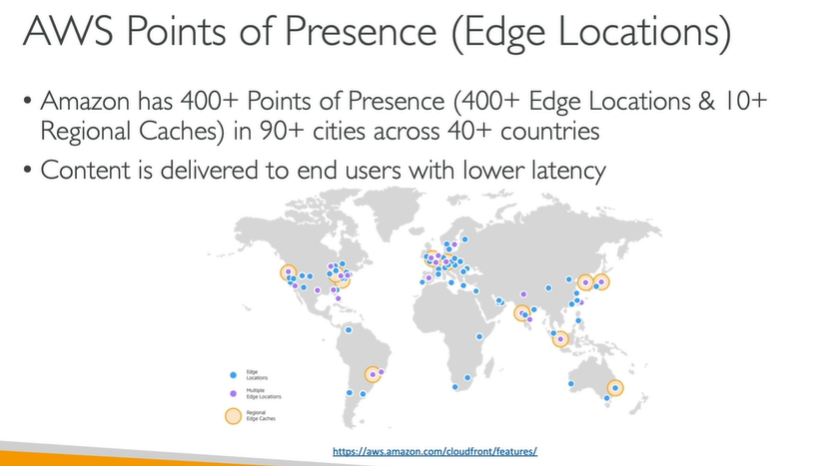 AWS Points of Presence (Edge Locations)
• Amazon has 400+ Points of Presence (400+ Edge Locations & 10+
Regional Caches) in 90+ cities across 40+ countries
• Content is delivered to end users with lower latency
Edge
Locations
Multiple
Edge Locations
Regional
Edge Caches
https://aws.amazon.com/cloudfront/features/